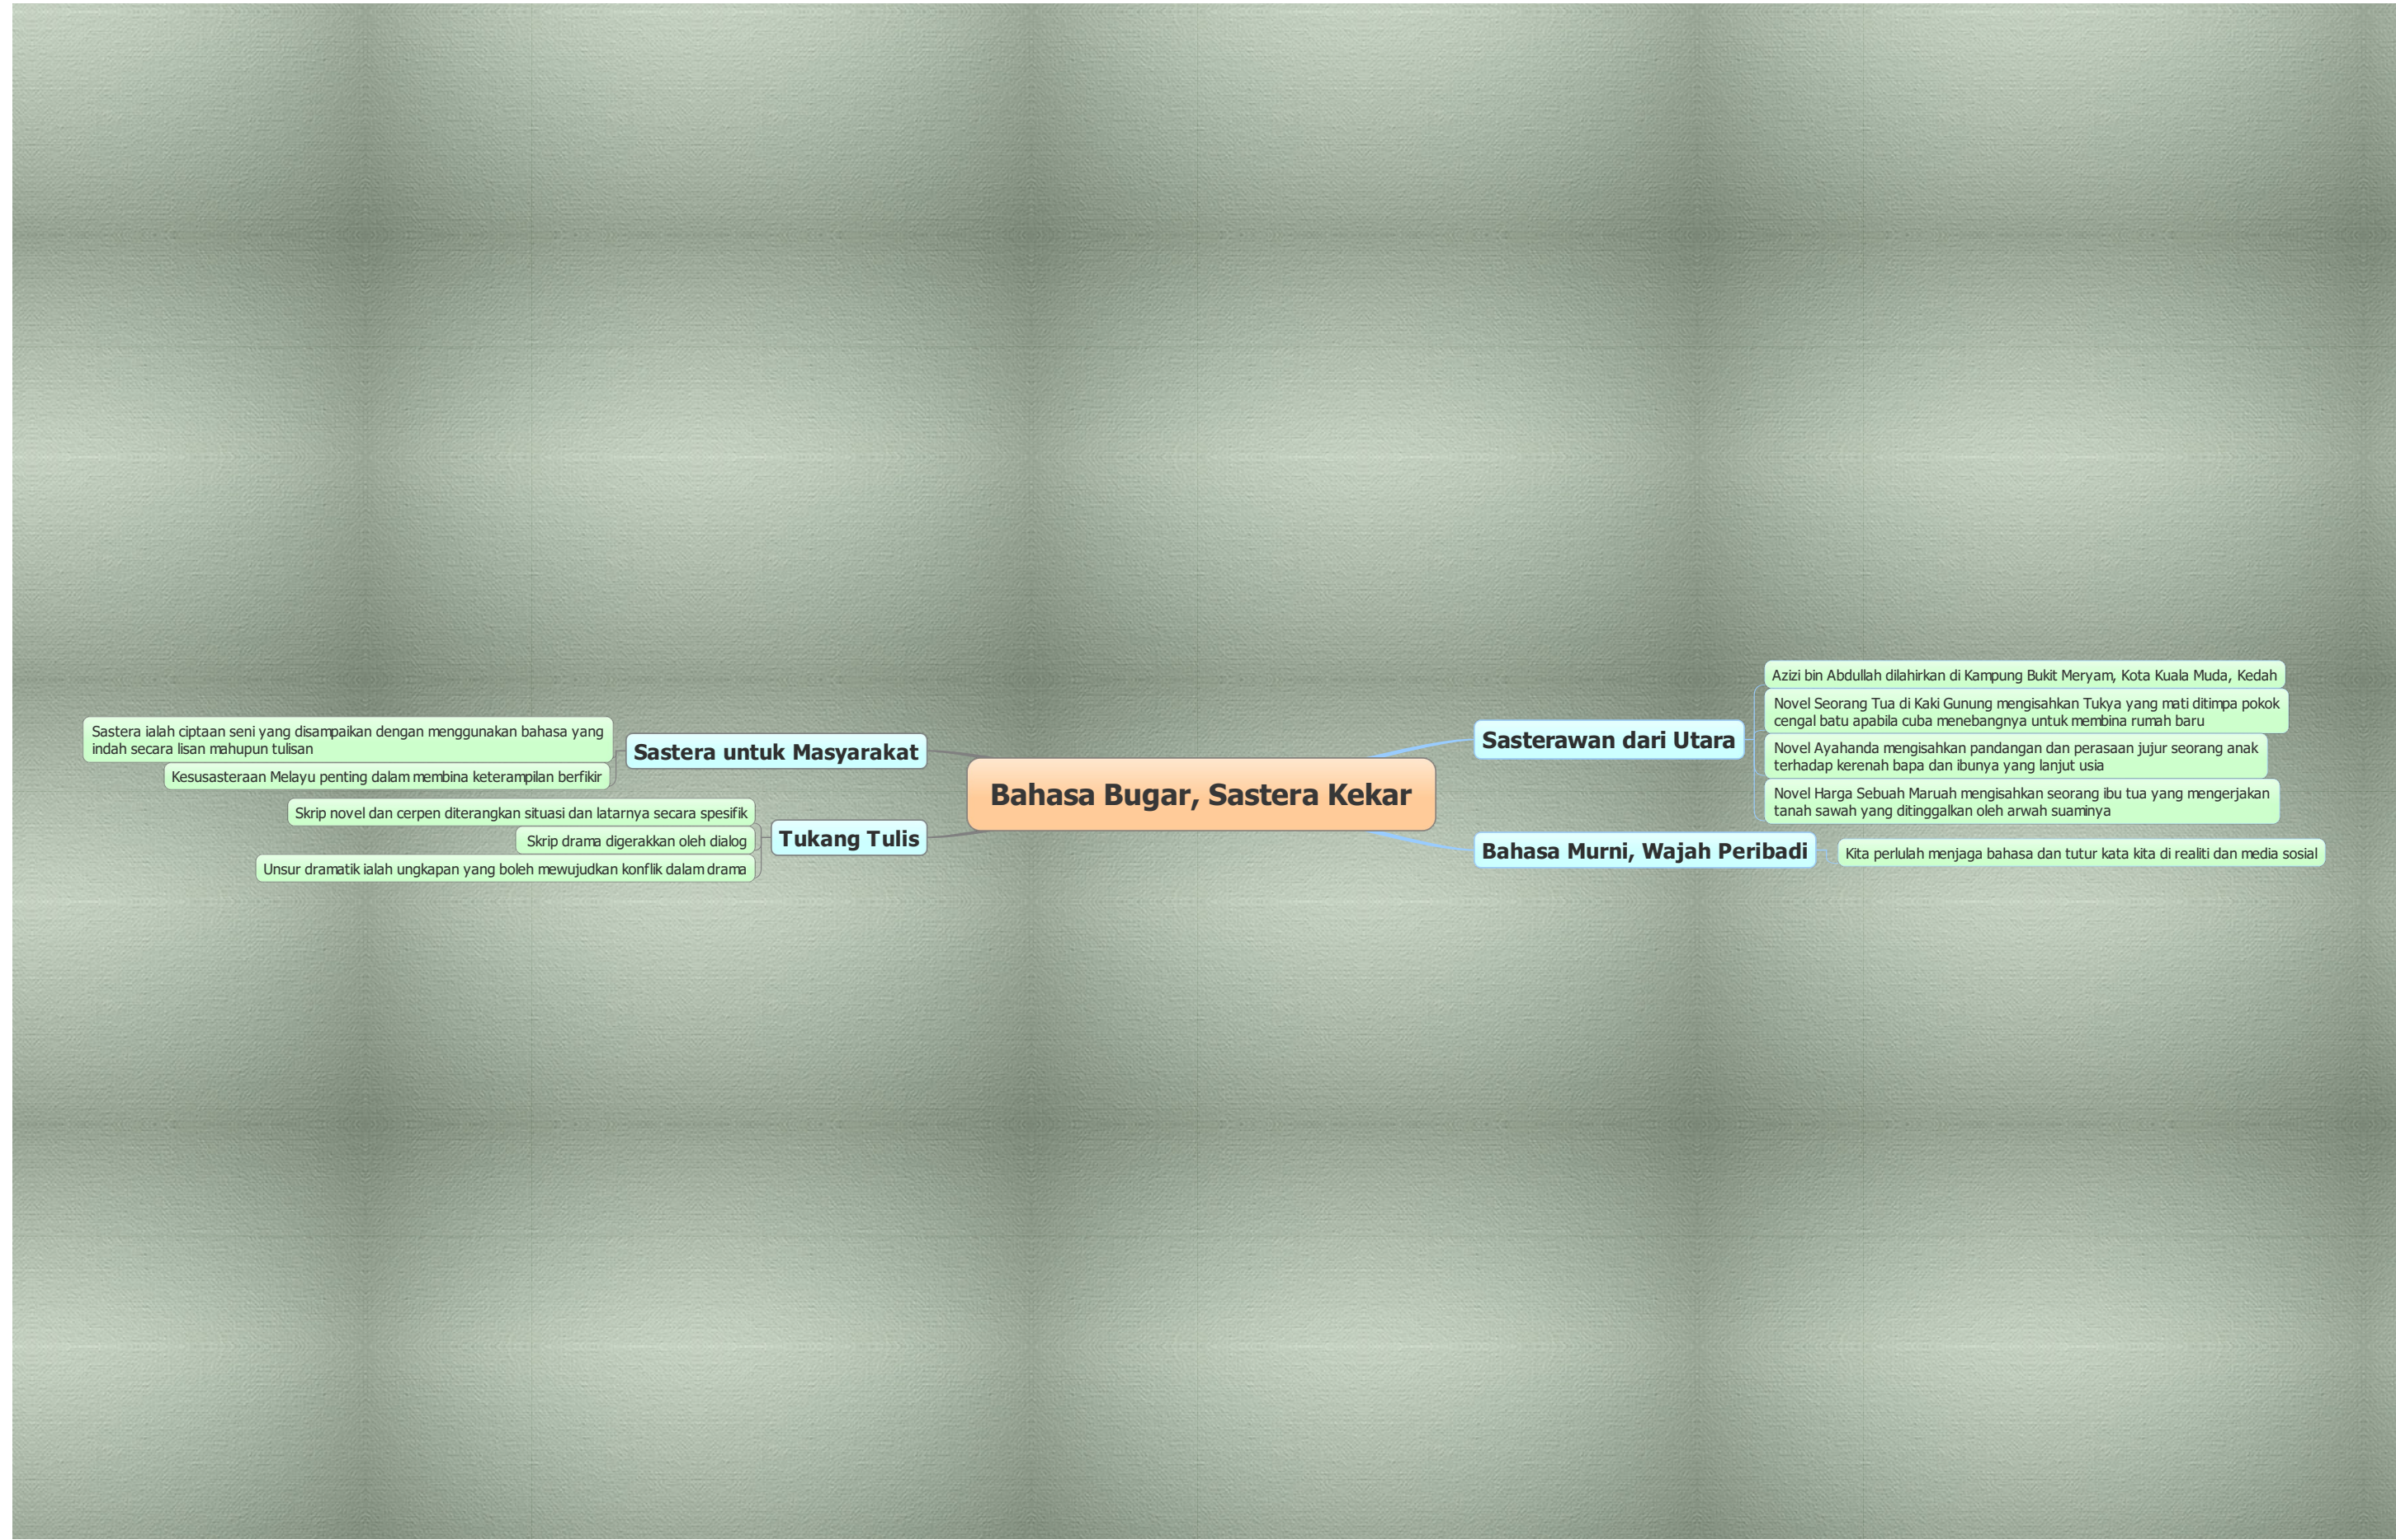 Bahasa Bugar, Sastera Kekar
Sasterawan dari Utara
Azizi bin Abdullah dilahirkan di Kampung Bukit Meryam, Kota Kuala Muda, Kedah
Novel Seorang Tua di Kaki Gunung mengisahkan Tukya yang mati ditimpa pokok
cengal batu apabila cuba menebangnya untuk membina rumah baru
Novel Ayahanda mengisahkan pandangan dan perasaan jujur seorang anak
terhadap kerenah bapa dan ibunya yang lanjut usia
Novel Harga Sebuah Maruah mengisahkan seorang ibu tua yang mengerjakan
tanah sawah yang ditinggalkan oleh arwah suaminya
Bahasa Murni, Wajah Peribadi
Kita perlulah menjaga bahasa dan tutur kata kita di realiti dan media sosial
Sastera untuk Masyarakat
Sastera ialah ciptaan seni yang disampaikan dengan menggunakan bahasa yang
indah secara lisan mahupun tulisan
Kesusasteraan Melayu penting dalam membina keterampilan berfikir
Tukang Tulis
Skrip novel dan cerpen diterangkan situasi dan latarnya secara spesifik
Skrip drama digerakkan oleh dialog
Unsur dramatik ialah ungkapan yang boleh mewujudkan konflik dalam drama